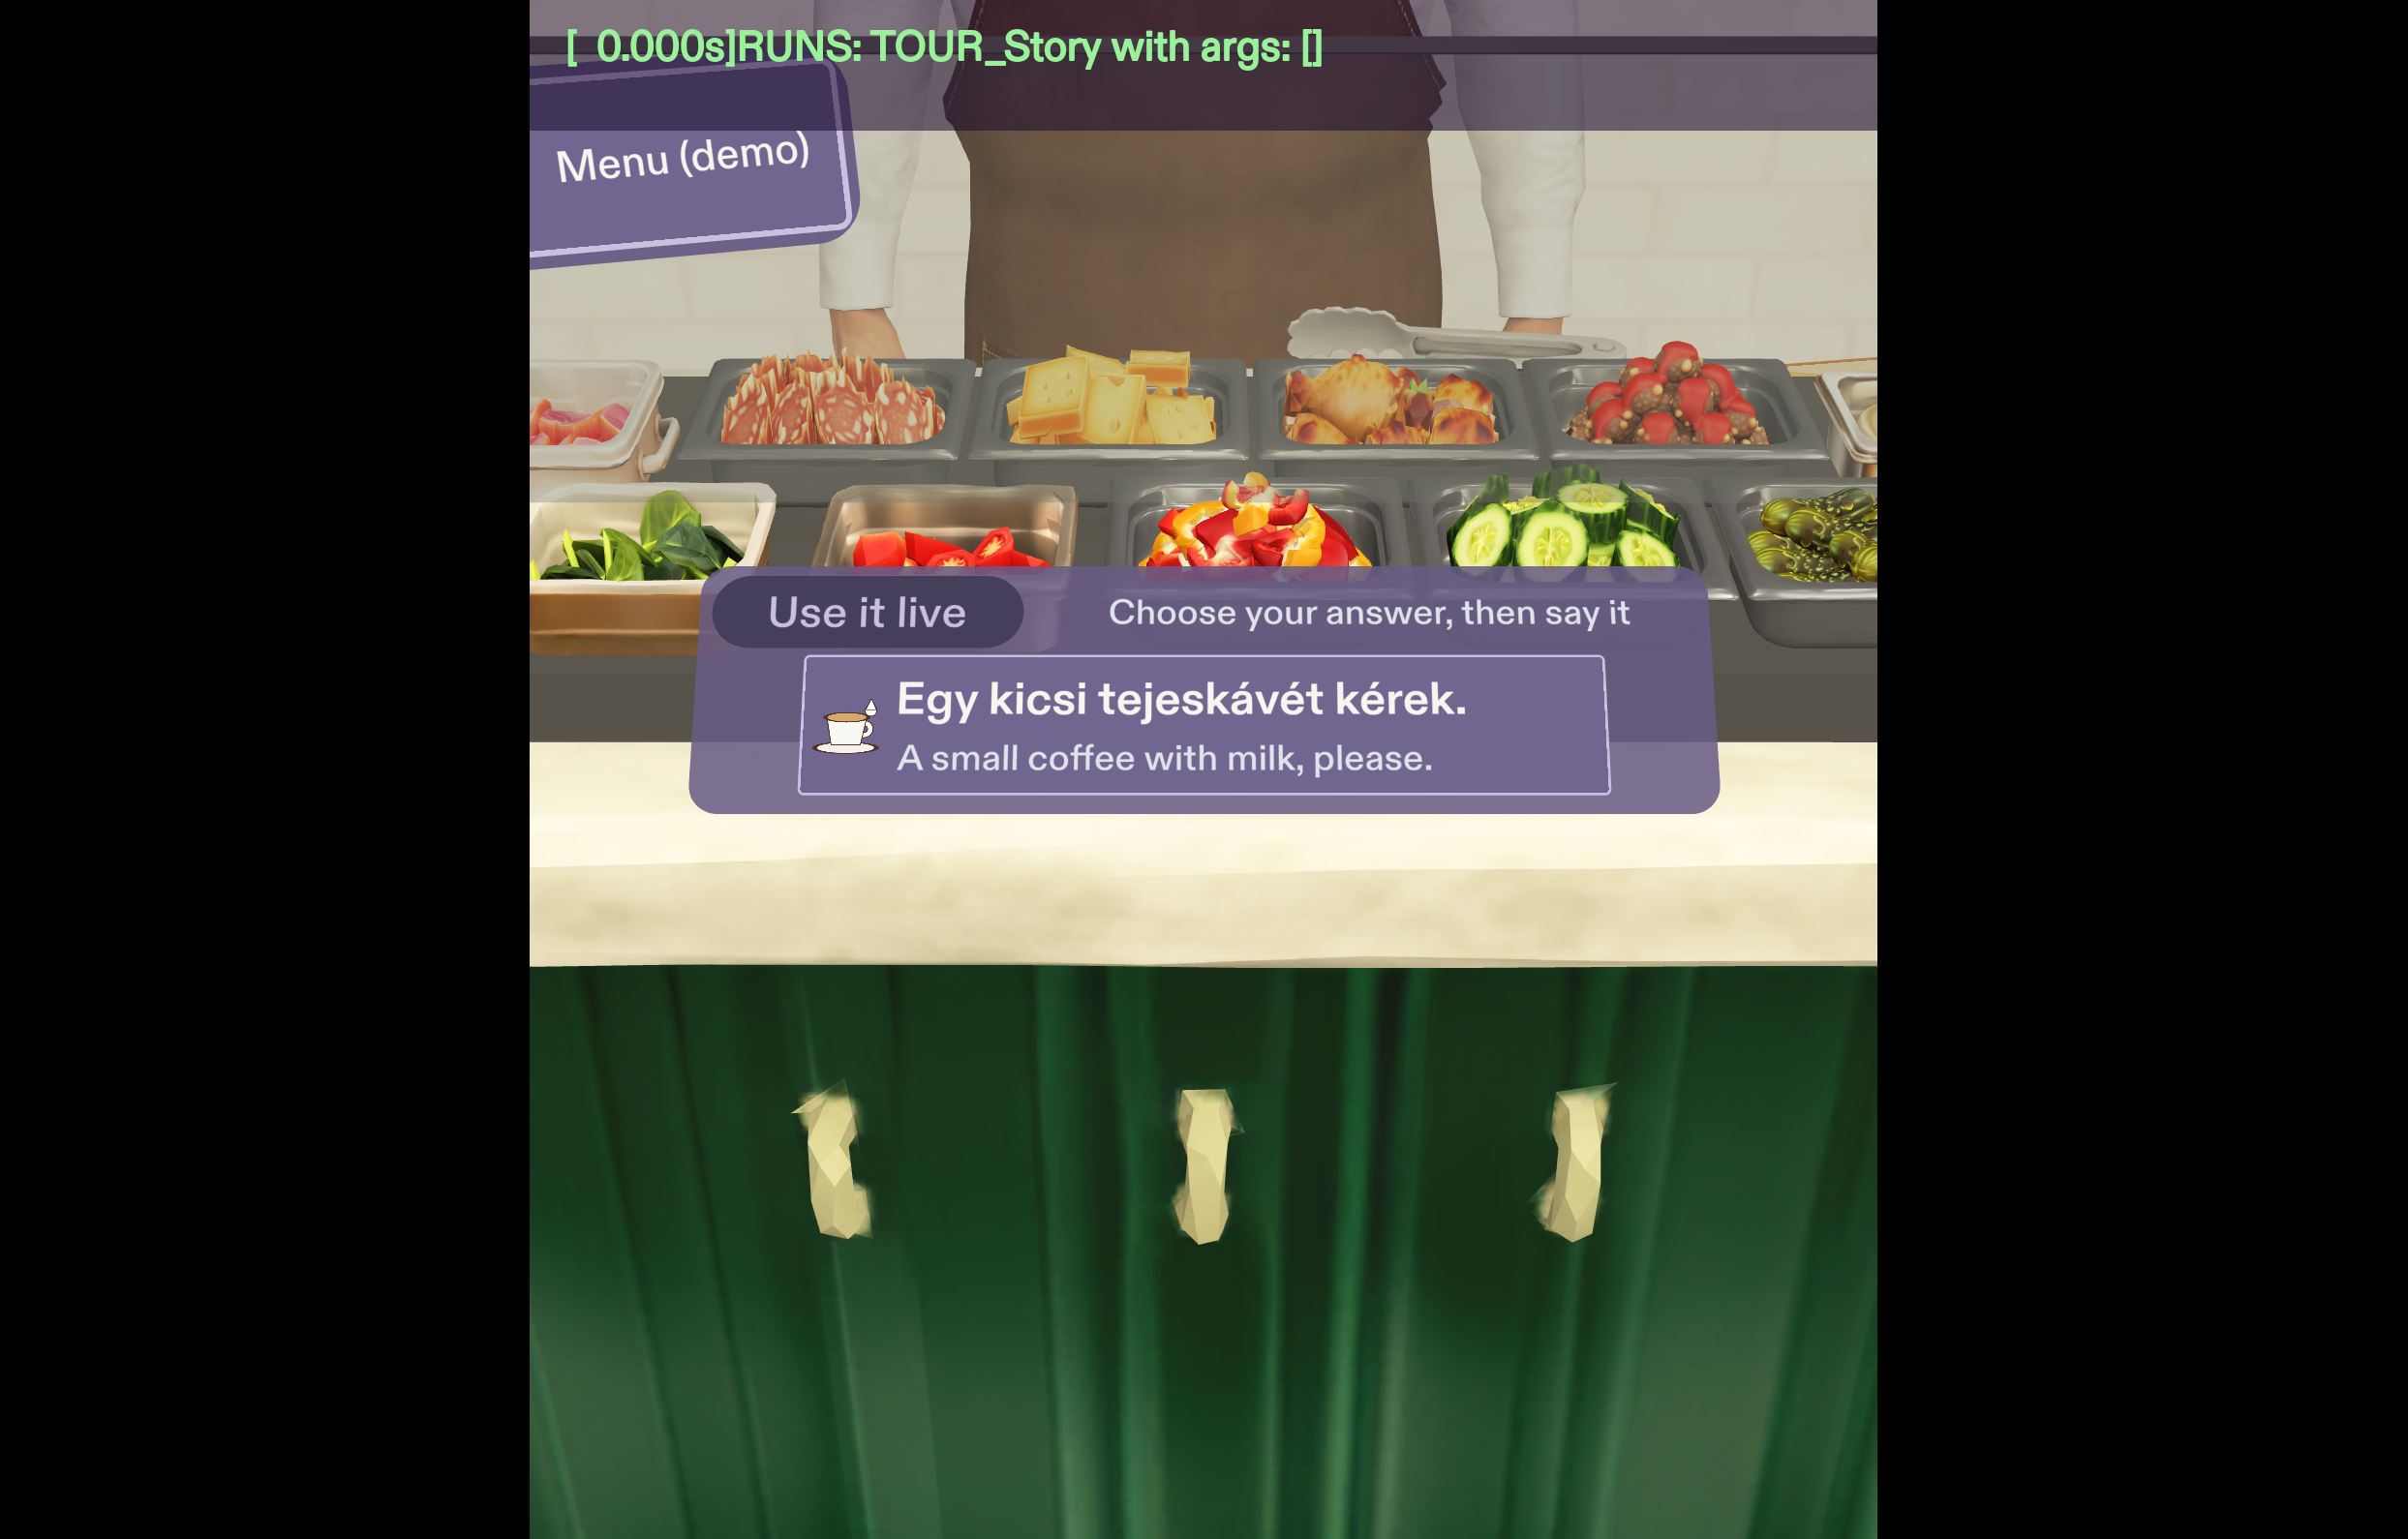 [  0.000s]RUNS: TOUR_Story with args: []
Menu (demo)
Use it live
Choose your answer, then say it
Egy kicsi tejeskávét kérek.
A small coffee with milk, please.